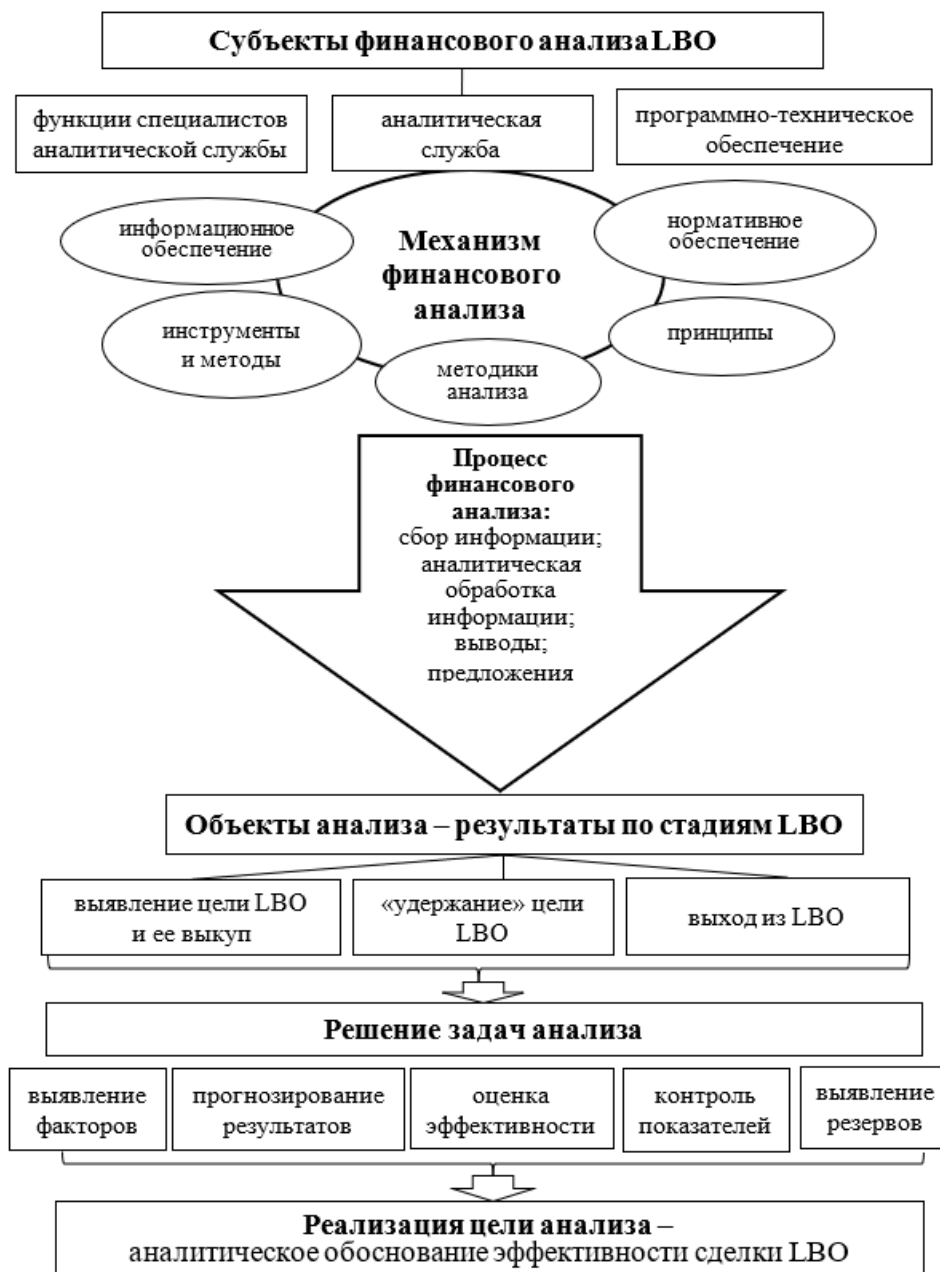 Субъекты финансового анализа LBO
функции специалистов
аналитической службы
аналитическая
служба
программно-техническое
обеспечение
информационное
обеспечение
нормативное
обеспечение
Механизм
финансового
анализа
инструменты
и методы
принципы
методики
анализа
Процесс
финансового
анализа:
сбор информации;
аналитическая
обработка
информации;
выводы;
предложения
Объекты анализа – результаты по стадиям LBO
выявление цели LBO
и ее выкуп
«удержание» цели
LBO
выход из LBO
Решение задач анализа
выявление
факторов
прогнозирование
результатов
оценка
эффективности
контроль
показателей
выявление
резервов
Реализация цели анализа –
аналитическое обоснование эффективности сделки LBO